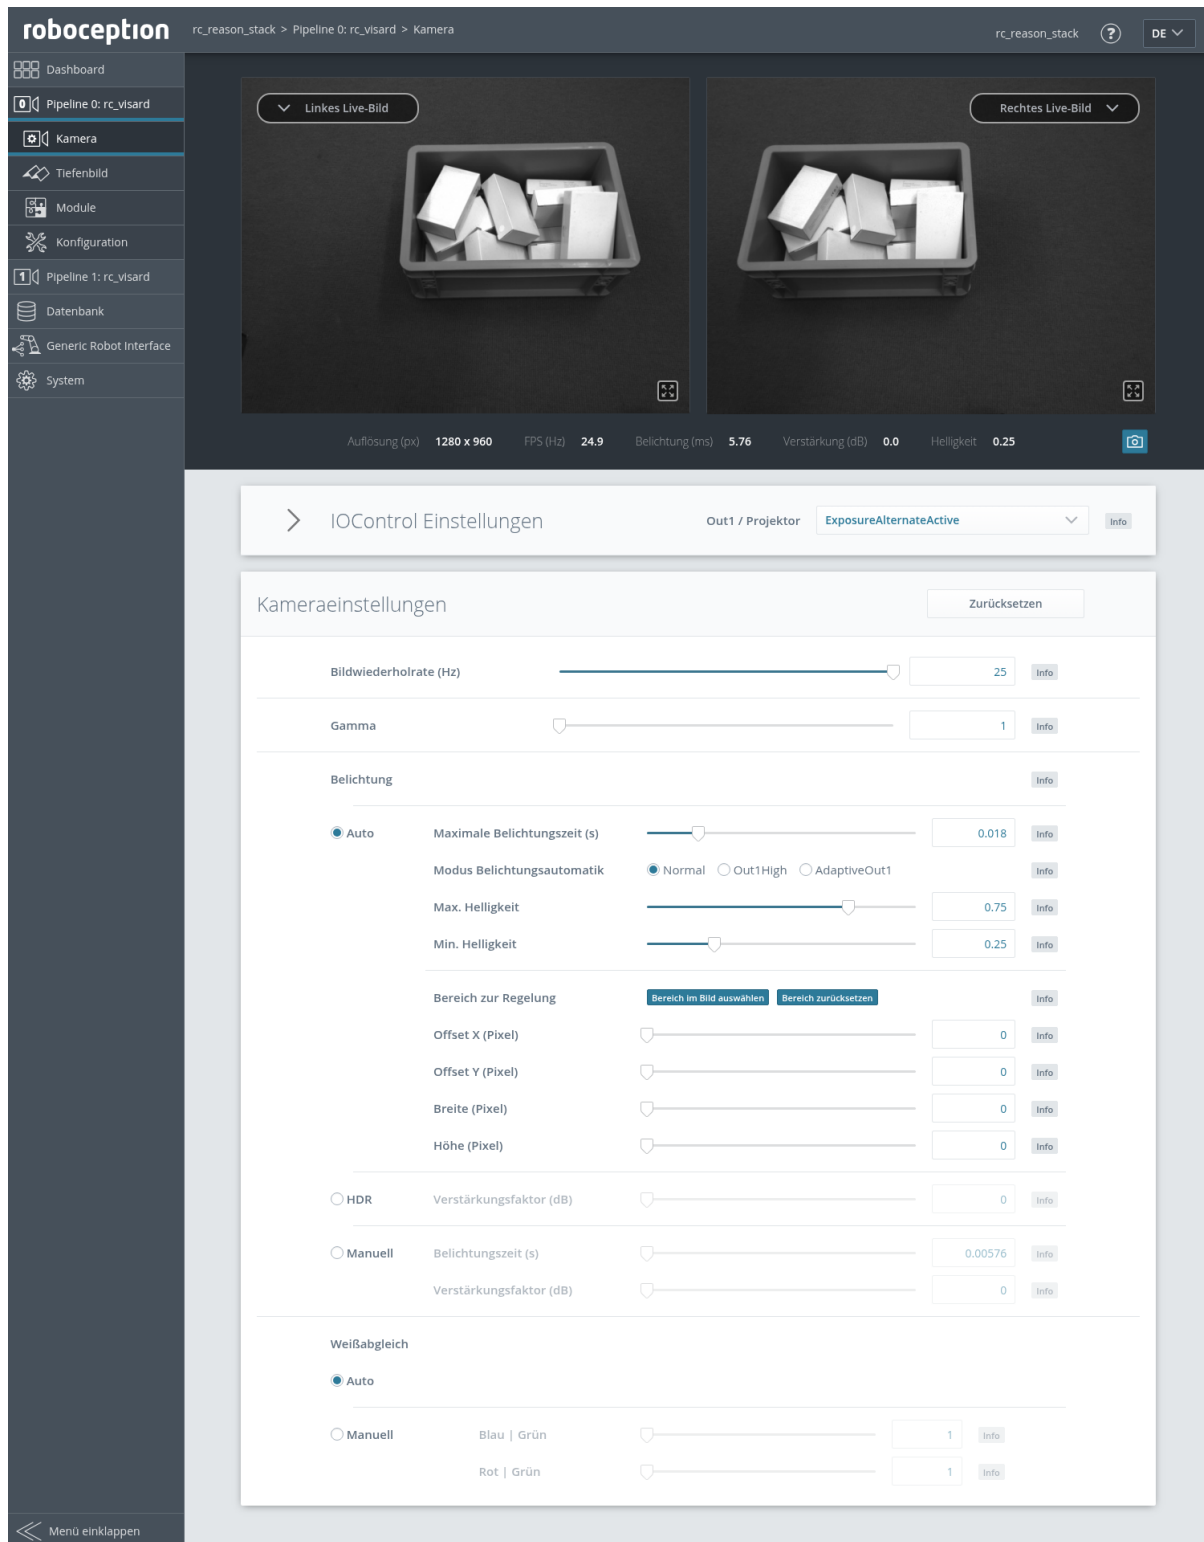 roboception
rc_reason_stack > Pipeline 0: rc_visard > Kamera
rc_reason_stack ? DE
Dashboard
0 Pipeline 0: rc_visard
Kamera
Tiefenbild
Module
Konfiguration
1 Pipeline 1: rc_visard
Datenbank
Generic Robot Interface
System
Menü einklappen
Linkes Live-Bild
Rechtes Live-Bild
Auflösung (px) 1280 x 960 FPS (Hz) 24.9 Belichtung (ms) 5.76 Verstärkung (dB) 0.0 Helligkeit 0.25
IOControl Einstellungen Out1 / Projektor ExposureAlternateActive Info
Kameraeinstellungen Zurücksetzen
Bildwiederholrate (Hz) 25 Info
Gamma 1 Info
Belichtung Info
Auto Maximale Belichtungszeit (s) 0.018 Info
Modus Belichtungsautomatik Normal Out1High AdaptiveOut1 Info
Max. Helligkeit 0.75 Info
Min. Helligkeit 0.25 Info
Bereich zur Regelung Bereich im Bild auswählen Bereich zurücksetzen Info
Offset X (Pixel) 0 Info
Offset Y (Pixel) 0 Info
Breite (Pixel) 0 Info
Höhe (Pixel) 0 Info
HDR Verstärkungsfaktor (dB) 0 Info
Manuell Belichtungszeit (s) 0.00576 Info
Verstärkungsfaktor (dB) 0 Info
Weißabgleich
Auto
Manuell Blau | Grün 1 Info
Rot | Grün 1 Info